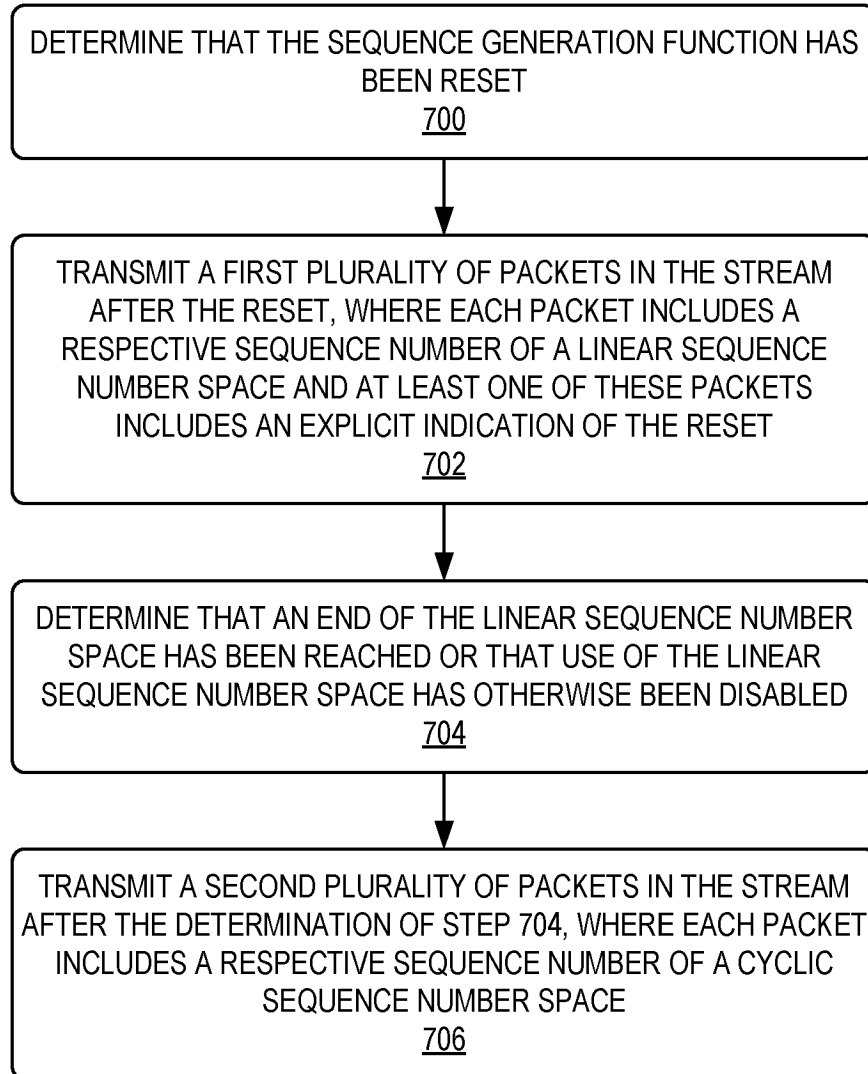 DETERMINE THAT THE SEQUENCE GENERATION FUNCTION HAS
BEEN RESET
700
TRANSMIT A FIRST PLURALITY OF PACKETS IN THE STREAM
AFTER THE RESET, WHERE EACH PACKET INCLUDES A
RESPECTIVE SEQUENCE NUMBER OF A LINEAR SEQUENCE
NUMBER SPACE AND AT LEAST ONE OF THESE PACKETS
INCLUDES AN EXPLICIT INDICATION OF THE RESET
702
DETERMINE THAT AN END OF THE LINEAR SEQUENCE NUMBER
SPACE HAS BEEN REACHED OR THAT USE OF THE LINEAR
SEQUENCE NUMBER SPACE HAS OTHERWISE BEEN DISABLED
704
TRANSMIT A SECOND PLURALITY OF PACKETS IN THE STREAM
AFTER THE DETERMINATION OF STEP 704, WHERE EACH PACKET
INCLUDES A RESPECTIVE SEQUENCE NUMBER OF A CYCLIC
SEQUENCE NUMBER SPACE
706